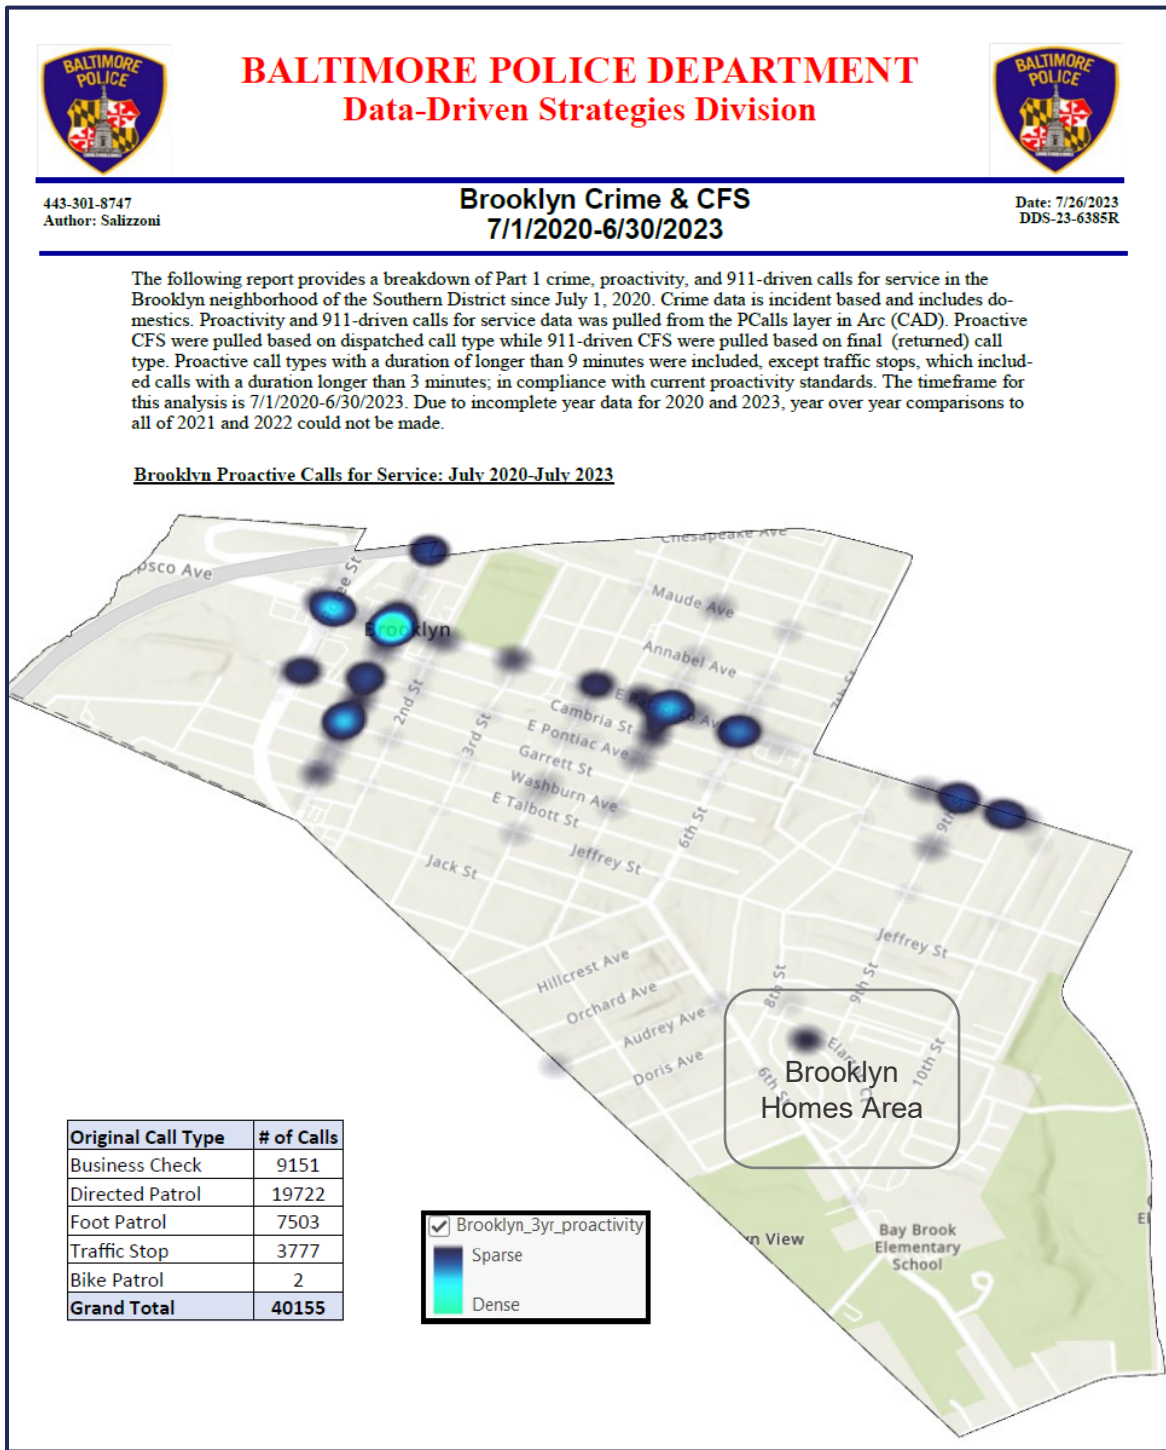 BALTIMORE
POLICE
BALTIMORE POLICE DEPARTMENT
Data-Driven Strategies Division
BALTIMORE
POLICE
443-301-8747
Author: Salizzoni
Brooklyn Crime & CFS
7/1/2020-6/30/2023
Date: 7/26/2023
DDS-23-6385R
The following report provides a breakdown of Part 1 crime, proactivity, and 911-driven calls for service in the
Brooklyn neighborhood of the Southern District since July 1, 2020. Crime data is incident based and includes do-
mestics. Proactivity and 911-driven calls for service data was pulled from the PCalls layer in Arc (CAD). Proactive
CFS were pulled based on dispatched call type while 911-driven CFS were pulled based on final (returned) call
type. Proactive call types with a duration of longer than 9 minutes were included, except traffic stops, which includ-
ed calls with a duration longer than 3 minutes; in compliance with current proactivity standards. The timeframe for
this analysis is 7/1/2020-6/30/2023. Due to incomplete year data for 2020 and 2023, year over year comparisons to
all of 2021 and 2022 could not be made.
Brooklyn Proactive Calls for Service: July 2020-July 2023
Chesapeake Ave
psco Ave
ee St
Maude Ave
Brooklyn
Annabel Ave
7th St
2nd St
Cambria St
3rd St
E Pontiac Ave
Garrett St
Washburn Ave
E Talbott St
6th St
9th
Jeffrey St
Jack St
Jeffrey St
Hillcrest Ave
8th St
9th St
Orchard Ave
Audrey Ave
Doris Ave
6th St
10th St
Brooklyn
Homes Area
Original Call Type # of Calls
Business Check 9151
Directed Patrol 19722
Foot Patrol 7503
Traffic Stop 3777
Bike Patrol 2
Grand Total 40155
Brooklyn_3yr_proactivity
Sparse
Dense
n View
Bay Brook
Elementary
School
El